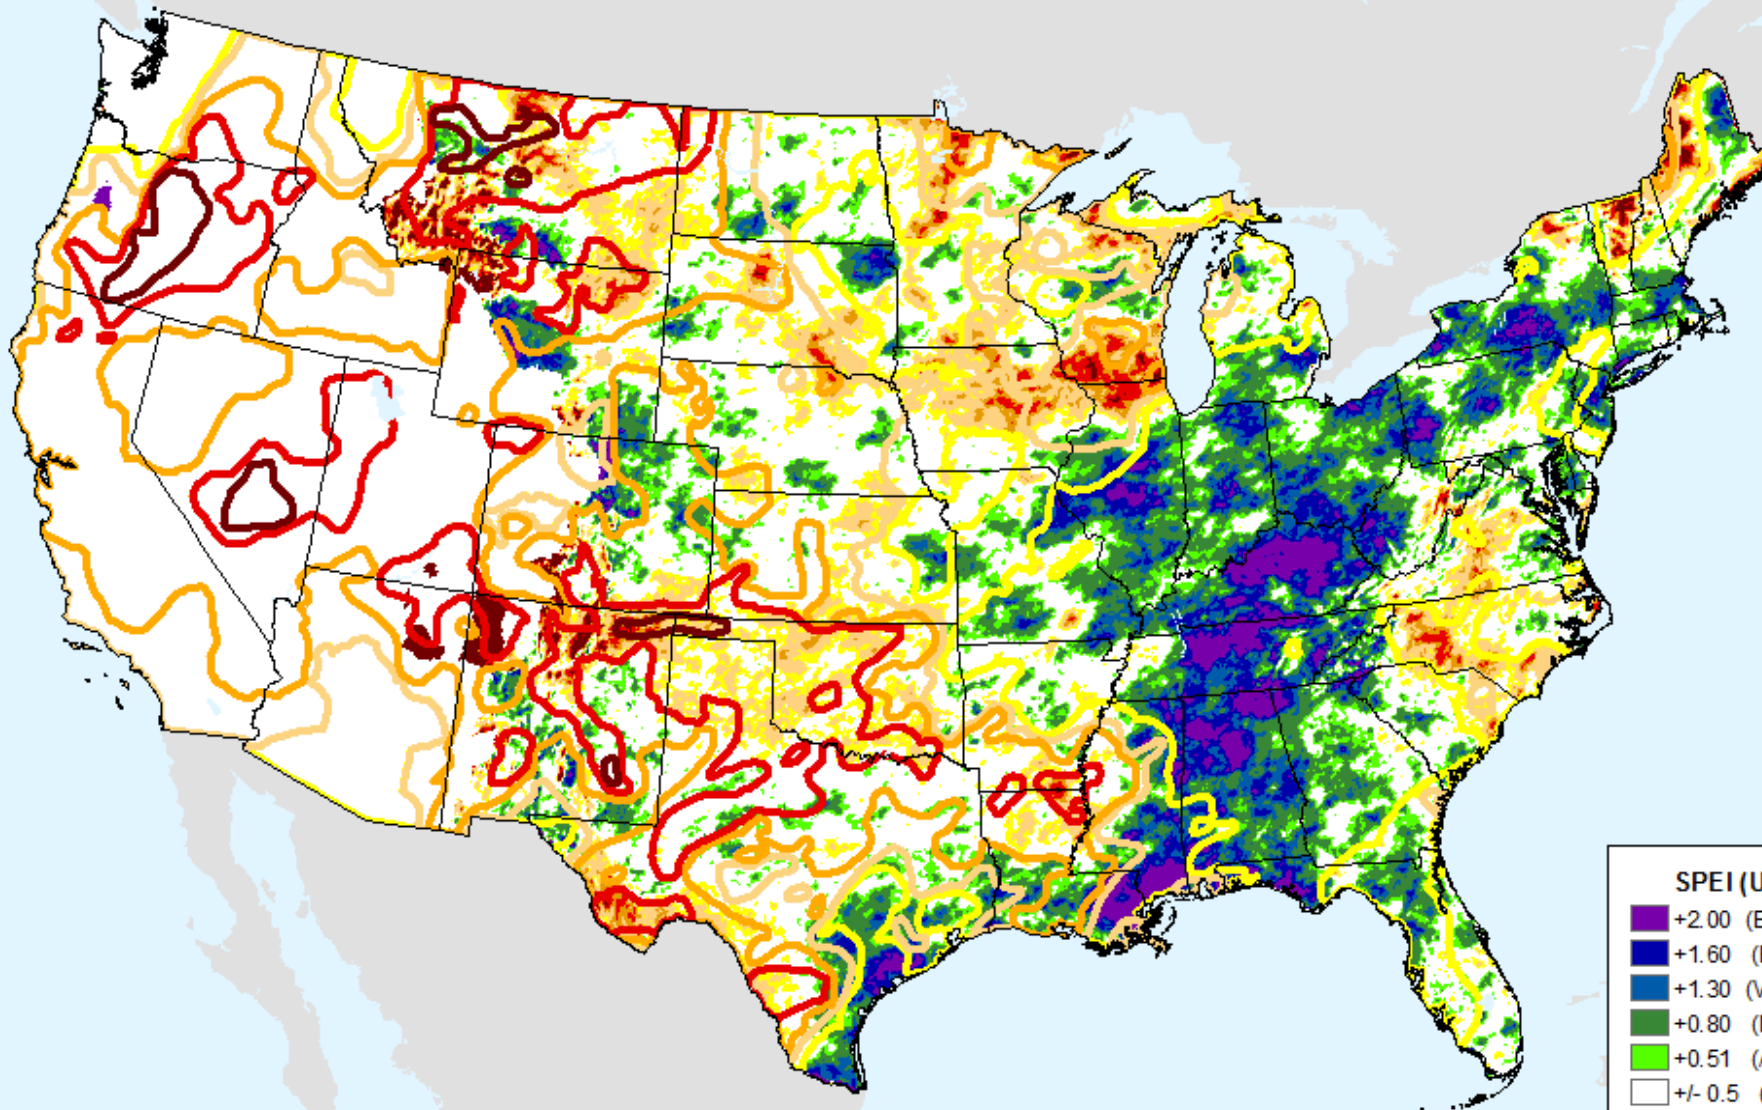 SPEI (U
+2.00 (E
+1.60 (
+1.30 (V
+0.80 (
+0.51 (
+/- 0.5 (